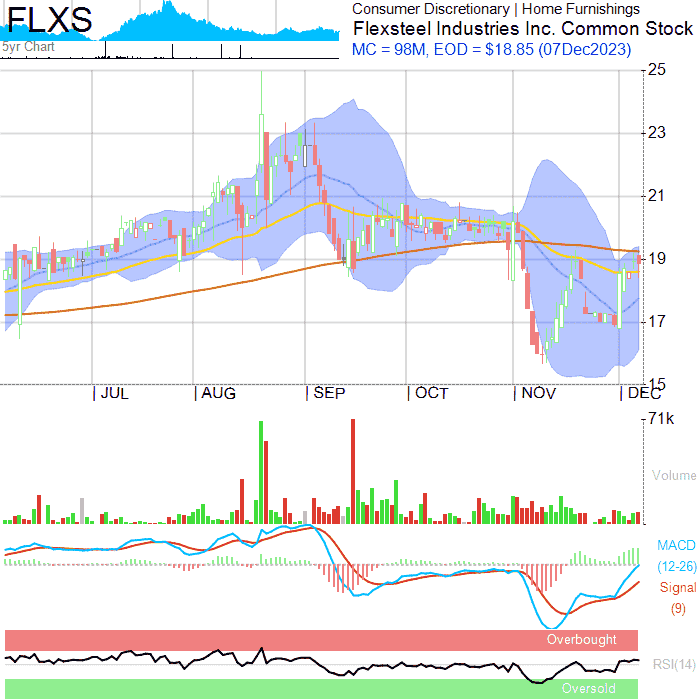 FLXS
Consumer Discretionary | Home Furnishings
Flexsteel Industries Inc. Common Stock
5yr Chart
MC = 98M, EOD = $18.85 (07Dec2023)
25
23
21
19
17
15
JUL AUG SEP OCT NOV DEC
71k
Volume
MACD
(12-26)
Signal
(9)
Overbought
RSI(14)
Oversold